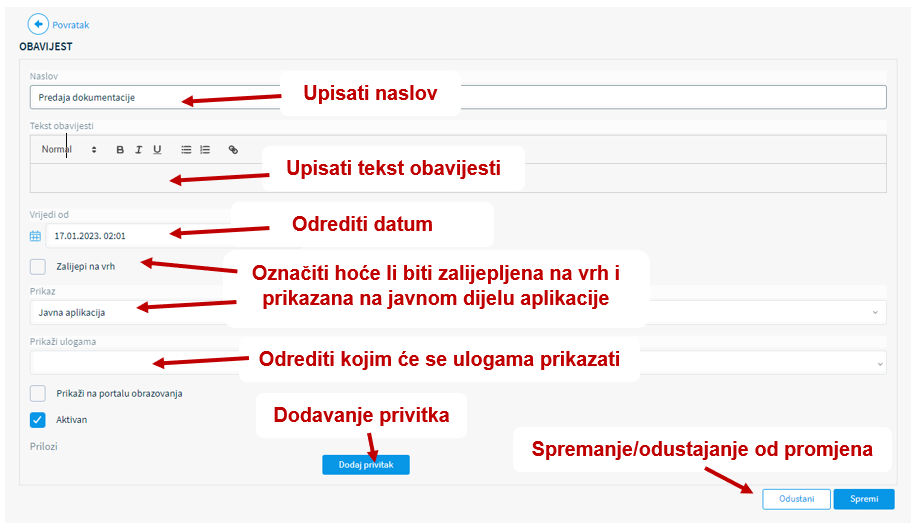 Povratak
OBAVIJEST
Naslov
Predaja dokumentacije
Upisati naslov
Tekst obavijesti
Normal
B I U
Upisati tekst obavijesti
Vrijedi od
17.01.2023. 02:01
Odrediti datum
Zalijepi na vrh
Označiti hoće li biti zalijepljena na vrh i
prikazana na javnom dijelu aplikacije
Prikaz
Javna aplikacija
Prikaži ulogama
Odrediti kojim će se ulogama prikazati
Prikaži na portalu obrazovanja
Aktivan
Dodavanje privitka
Prilozi
Dodaj privitak
Spremanje/odustajanje od promjena
Odustani
Spremi